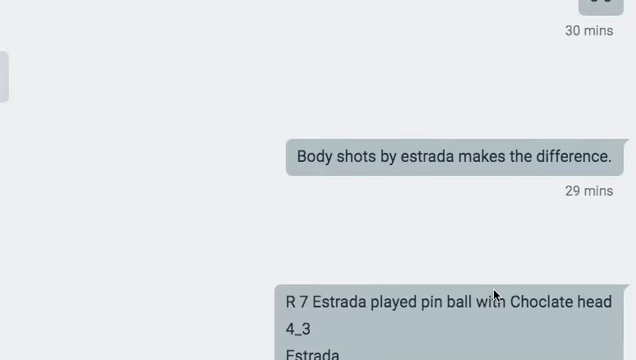 30 mins
Body shots by estrada makes the difference.
29 mins
R 7 Estrada played pin ball with Choclate head
4_3
Estrada